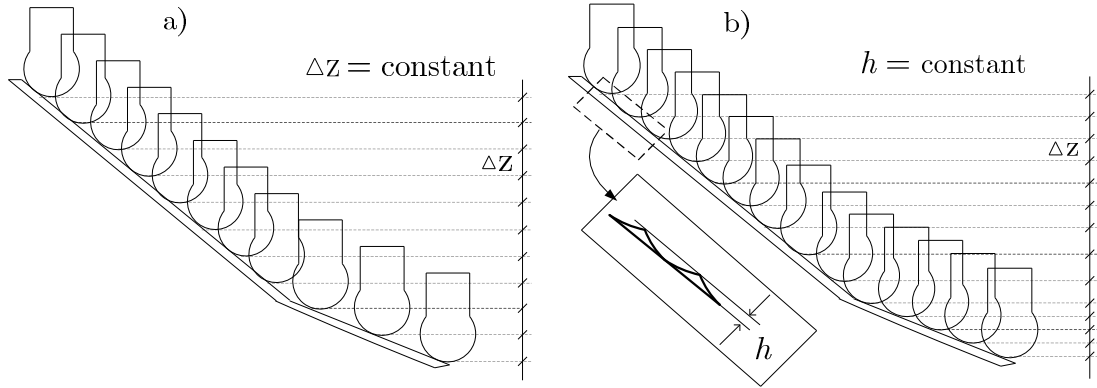 a)
△z = constant
△z
b)
h = constant
△z
h